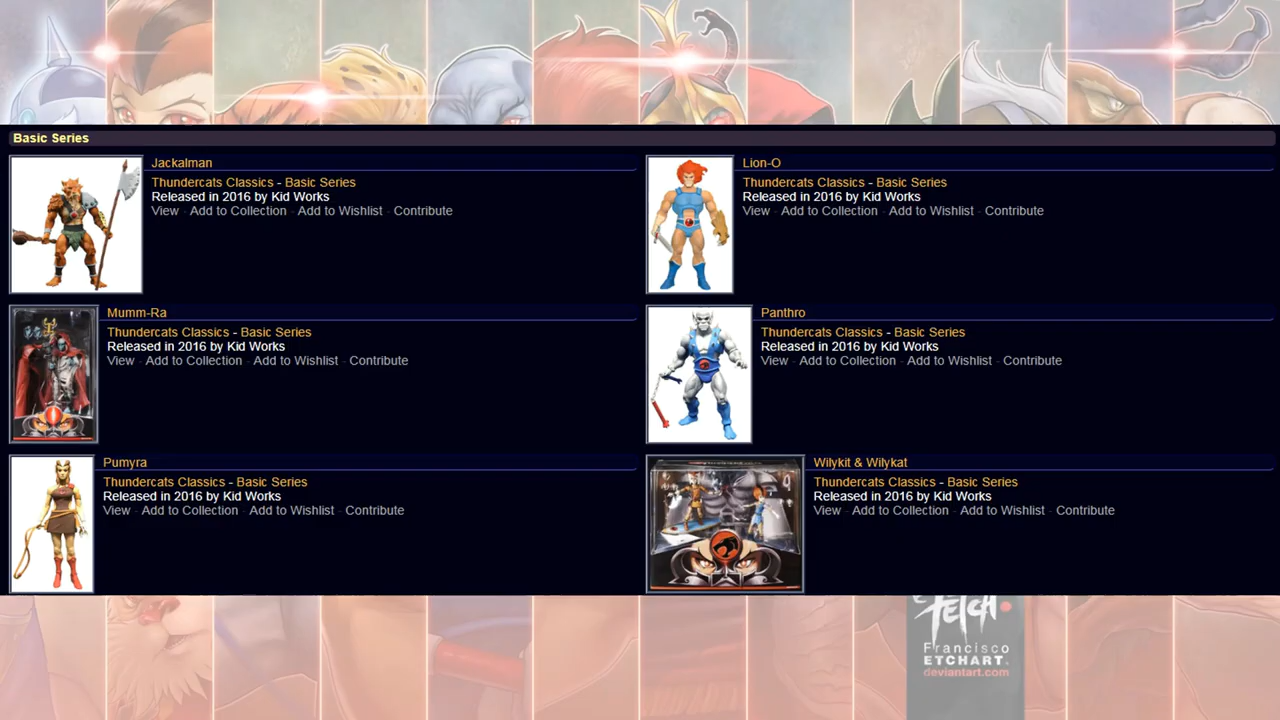 Basic Series
Jackalman
Thundercats Classics - Basic Series
Released in 2016 by Kid Works
View - Add to Collection - Add to Wishlist - Contribute
Lion-O
Thundercats Classics - Basic Series
Released in 2016 by Kid Works
View - Add to Collection - Add to Wishlist - Contribute
Mumm-Ra
Thundercats Classics - Basic Series
Released in 2016 by Kid Works
View - Add to Collection - Add to Wishlist - Contribute
Panthro
Thundercats Classics - Basic Series
Released in 2016 by Kid Works
View - Add to Collection - Add to Wishlist - Contribute
Pumyra
Thundercats Classics - Basic Series
Released in 2016 by Kid Works
View - Add to Collection - Add to Wishlist - Contribute
Wilykit & Wilykat
Thundercats Classics - Basic Series
Released in 2016 by Kid Works
View - Add to Collection - Add to Wishlist - Contribute
Francisco
ETCHART.
deviantart.com